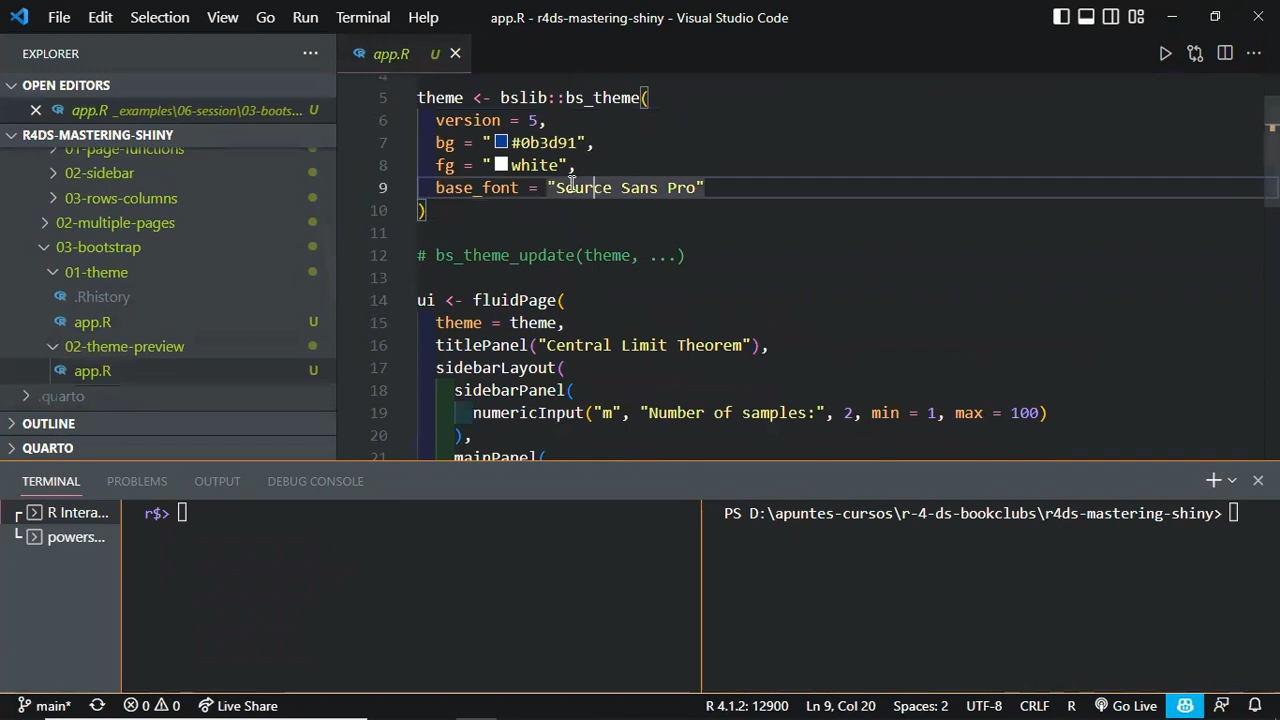 File Edit Selection View Go Run Terminal Help app.R - r4ds-mastering-shiny - Visual Studio Code
EXPLORER
OPEN EDITORS
app.R _examples\06-session\03-boots... U
R4DS-MASTERING-SHINY
01-page-functions
02-sidebar
03-rows-columns
02-multiple-pages
03-bootstrap
01-theme
.Rhistory
app.R U
02-theme-preview
app.R U
.quarto
OUTLINE
QUARTO
app.R U
4
5 theme <- bslib::bs_theme(
6 version = 5,
7 bg = "#0b3d91",
8 fg = "white",
9 base_font = "Source Sans Pro"
10 )
11
12 # bs_theme_update(theme, ...)
13
14 ui <- fluidPage(
15 theme = theme,
16 titlePanel("Central Limit Theorem"),
17 sidebarLayout(
18 sidebarPanel(
19 numericInput("m", "Number of samples:", 2, min = 1, max = 100)
20 ),
21 mainPanel(
TERMINAL PROBLEMS OUTPUT DEBUG CONSOLE
R Intera...
powers...
r$>
PS D:\apuntes-cursos\r-4-ds-bookclubs\r4ds-mastering-shiny>
main* 0 0 Live Share R 4.1.2: 12900 Ln 9, Col 20 Spaces: 2 UTF-8 CRLF R Go Live